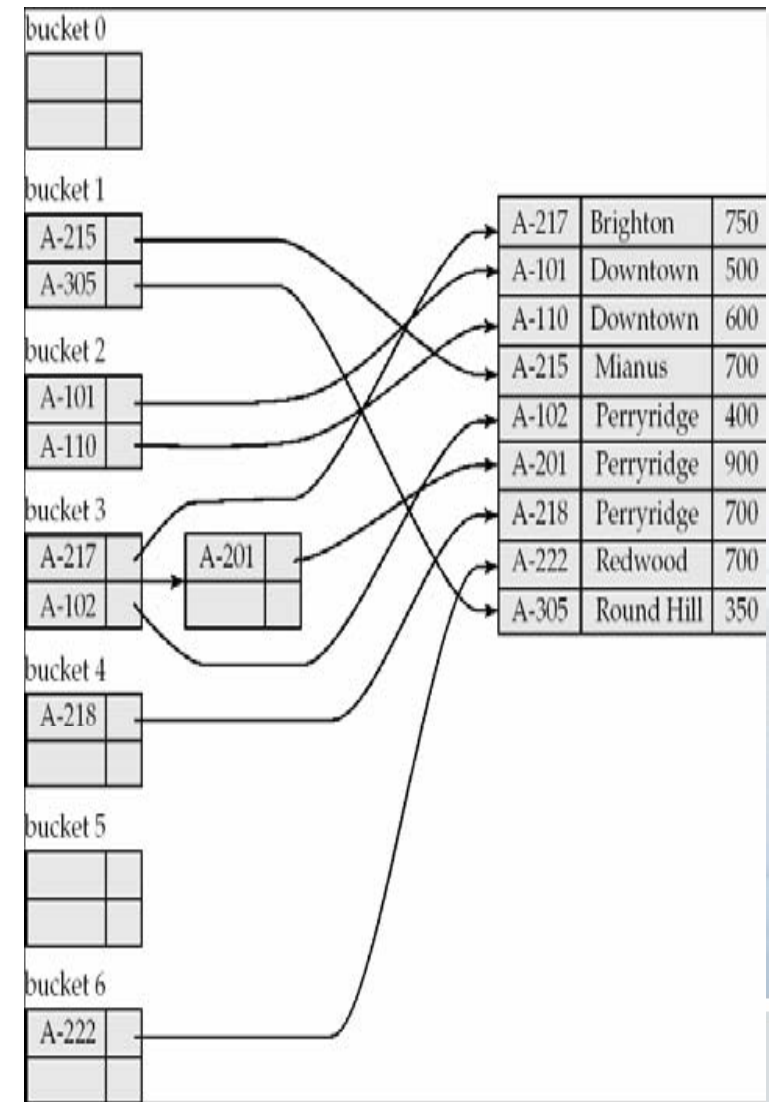 bucket 0
bucket 1
A-215
A-305
bucket 2
A-101
A-110
bucket 3
A-217
A-102
A-201
bucket 4
A-218
bucket 5
bucket 6
A-222
A-217 Brighton 750
A-101 Downtown 500
A-110 Downtown 600
A-215 Mianus 700
A-102 Perryridge 400
A-201 Perryridge 900
A-218 Perryridge 700
A-222 Redwood 700
A-305 Round Hill 350